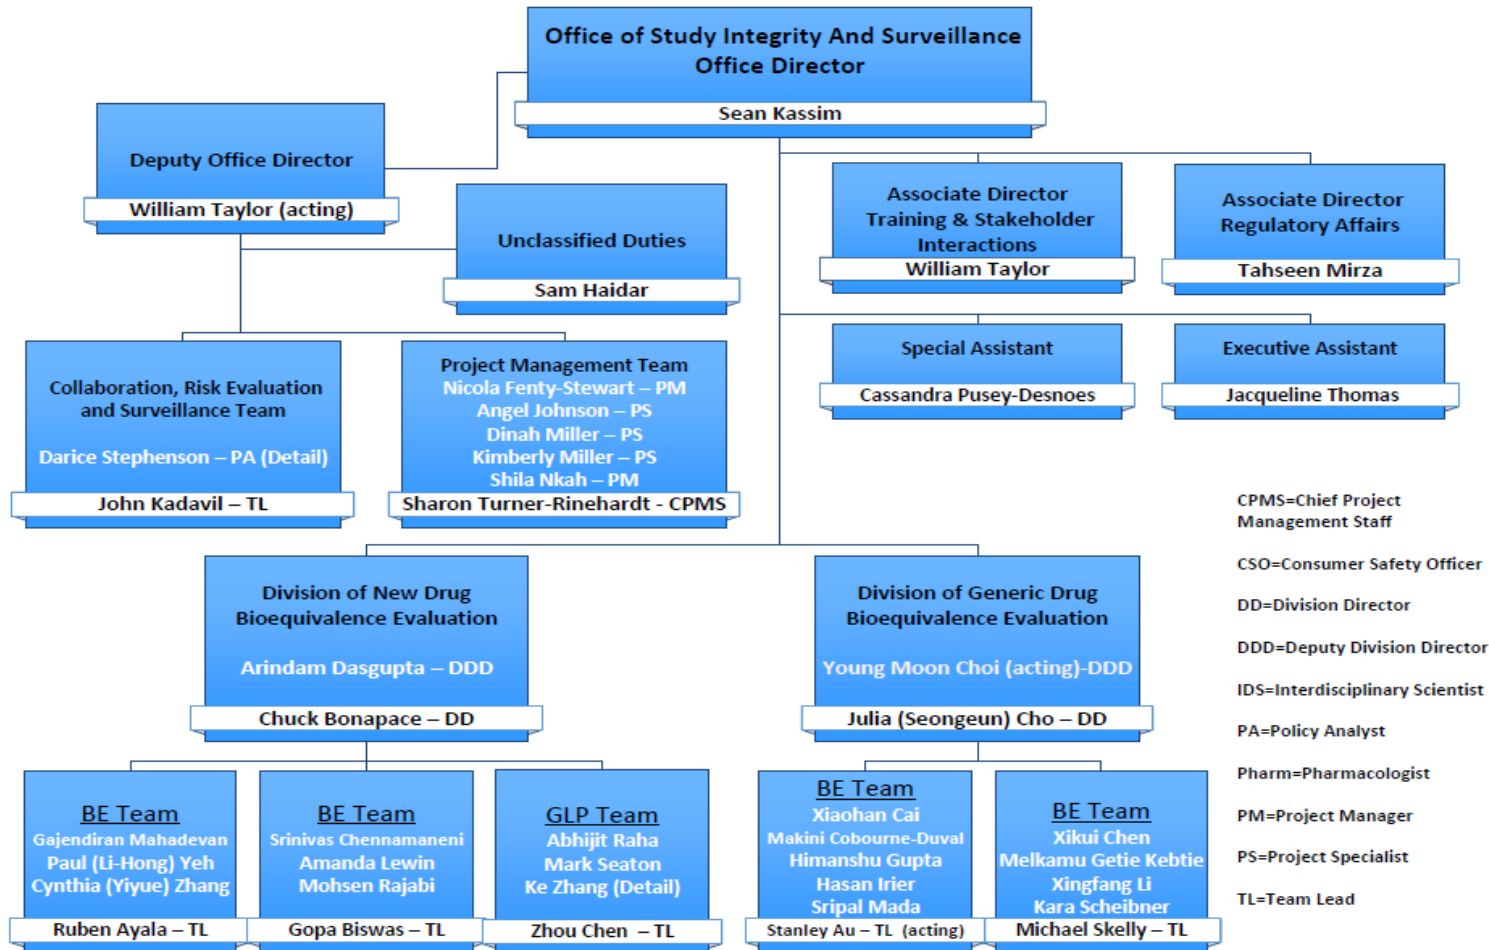 Office of Study Integrity And Surveillance
Office Director
Sean Kassim
Deputy Office Director
William Taylor (acting)
Unclassified Duties
Sam Haidar
Associate Director
Training & Stakeholder
Interactions
William Taylor
Associate Director
Regulatory Affairs
Tahseen Mirza
Special Assistant
Cassandra Pusey-Desnoes
Executive Assistant
Jacqueline Thomas
Collaboration, Risk Evaluation
and Surveillance Team
Darice Stephenson – PA (Detail)
John Kadavil – TL
Project Management Team
Nicola Fenty-Stewart – PM
Angel Johnson – PS
Dinah Miller – PS
Kimberly Miller – PS
Shila Nkah – PM
Sharon Turner-Rinehardt - CPMS
Division of New Drug
Bioequivalence Evaluation
Arindam Dasgupta – DDD
Chuck Bonapace – DD
Division of Generic Drug
Bioequivalence Evaluation
Young Moon Choi (acting)-DDD
Julia (Seongeun) Cho – DD
BE Team
Gajendiran Mahadevan
Paul (Li-Hong) Yeh
Cynthia (Yiyue) Zhang
Ruben Ayala – TL
BE Team
Srinivas Chennamaneni
Amanda Lewin
Mohsen Rajabi
Gopa Biswas – TL
GLP Team
Abhijit Raha
Mark Seaton
Ke Zhang (Detail)
Zhou Chen – TL
BE Team
Xiaohan Cai
Makini Cobourne-Duval
Himanshu Gupta
Hasan Irier
Sripal Mada
Stanley Au – TL (acting)
BE Team
Xikui Chen
Melkamu Getie Kebtie
Xingfang Li
Kara Scheibner
Michael Skelly – TL
CPMS=Chief Project
Management Staff
CSO=Consumer Safety Officer
DD=Division Director
DDD=Deputy Division Director
IDS=Interdisciplinary Scientist
PA=Policy Analyst
Pharm=Pharmacologist
PM=Project Manager
PS=Project Specialist
TL=Team Lead